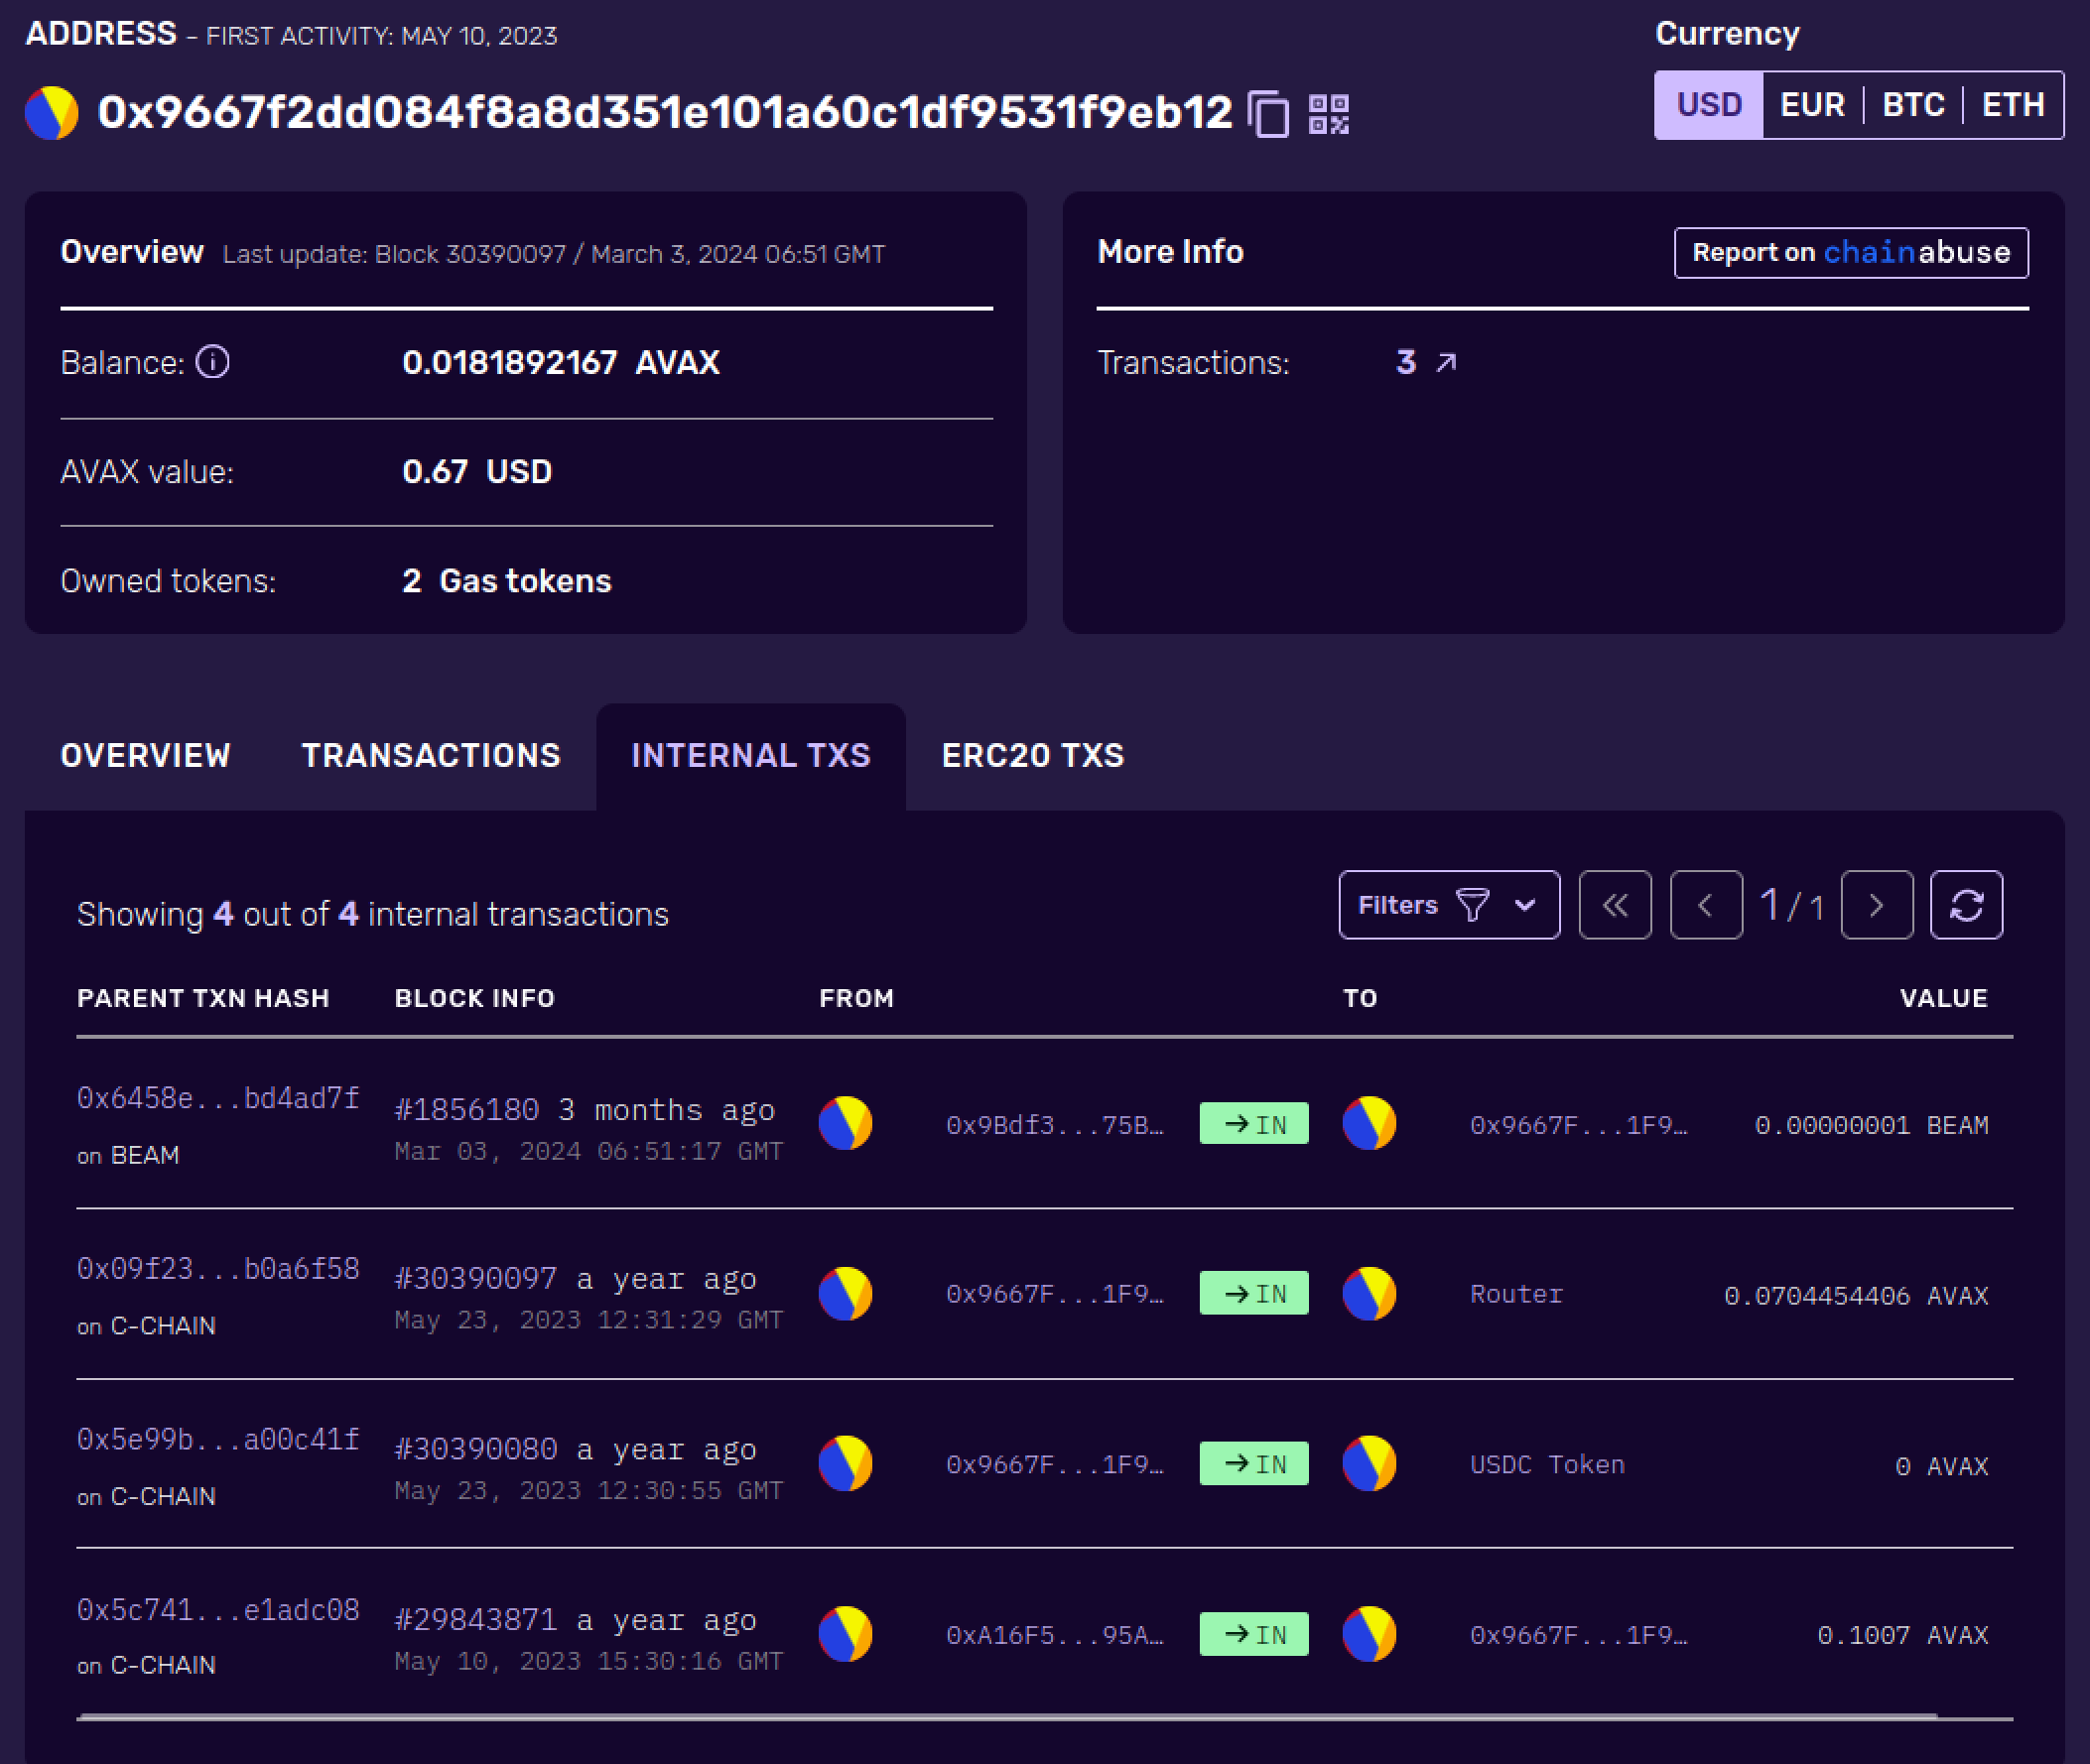 ADDRESS – FIRST ACTIVITY: MAY 10, 2023
Currency
0x9667f2dd084f8a8d351e101a60c1df9531f9eb12
USD EUR BTC ETH
Overview Last update: Block 30390097 / March 3, 2024 06:51 GMT
Balance: 0.0181892167 AVAX
AVAX value: 0.67 USD
Owned tokens: 2 Gas tokens
More Info Report on chainabuse
Transactions: 3
OVERVIEW TRANSACTIONS INTERNAL TXS ERC20 TXS
Showing 4 out of 4 internal transactions
Filters 1 / 1
PARENT TXN HASH BLOCK INFO FROM TO VALUE
0x6458e...bd4ad7f #1856180 3 months ago
on BEAM Mar 03, 2024 06:51:17 GMT
0x9Bdf3...75B… IN 0x9667F...1F9… 0.00000001 BEAM
0x09f23...b0a6f58 #30390097 a year ago
on C-CHAIN May 23, 2023 12:31:29 GMT
0x9667F...1F9… IN Router 0.0704454406 AVAX
0x5e99b...a00c41f #30390080 a year ago
on C-CHAIN May 23, 2023 12:30:55 GMT
0x9667F...1F9… IN USDC Token 0 AVAX
0x5c741...e1adc08 #29843871 a year ago
on C-CHAIN May 10, 2023 15:30:16 GMT
0xA16F5...95A… IN 0x9667F...1F9… 0.1007 AVAX